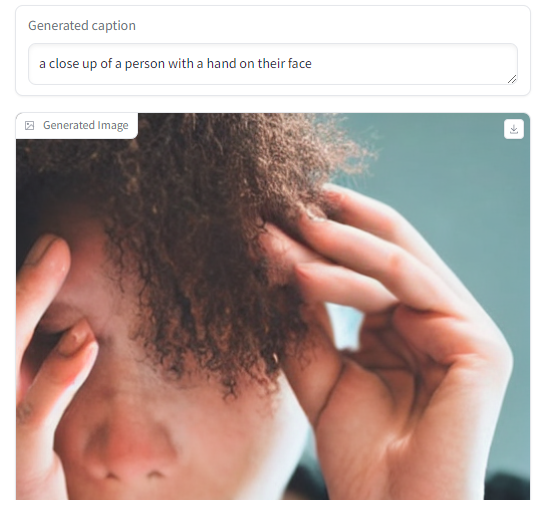 Generated caption
a close up of a person with a hand on their face
Generated Image